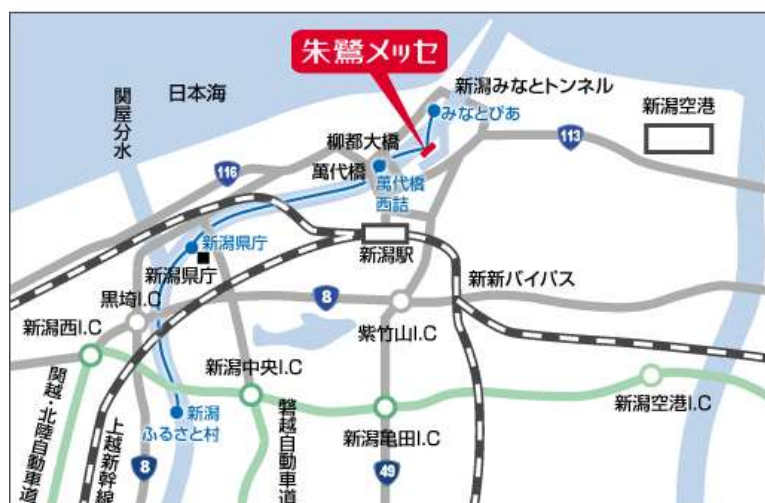 朱鷺メッセ
日本海
関屋分水
新潟みなとトンネル
みなとぴあ
新潟空港
柳都大橋
113
116
萬代橋
萬代橋
西詰
新潟県庁
新潟県庁
新潟駅
新新バイパス
黒埼I.C
8
紫竹山I.C
新潟西I.C
新潟中央I.C
新潟空港I.C
新潟
ふるさと村
新潟亀田I.C
関越・北陸自動車道
上越新幹線
8
磐越自動車道
49